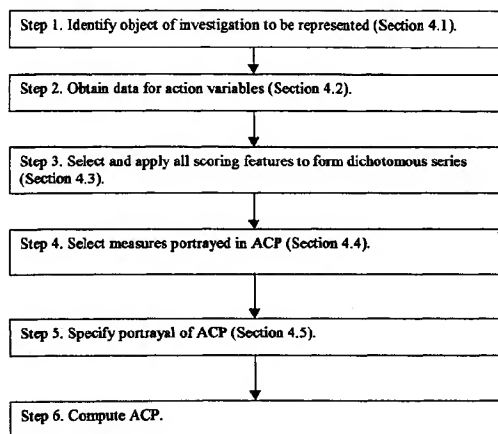 Step 1. Identify object of investigation to be represented (Section 4.1).
Step 2. Obtain data for action variables (Section 4.2).
Step 3. Select and apply all scoring features to form dichotomous series
(Section 4.3).
Step 4. Select measures portrayed in ACP (Section 4.4).
Step 5. Specify portrayal of ACP (Section 4.5).
Step 6. Compute ACP.